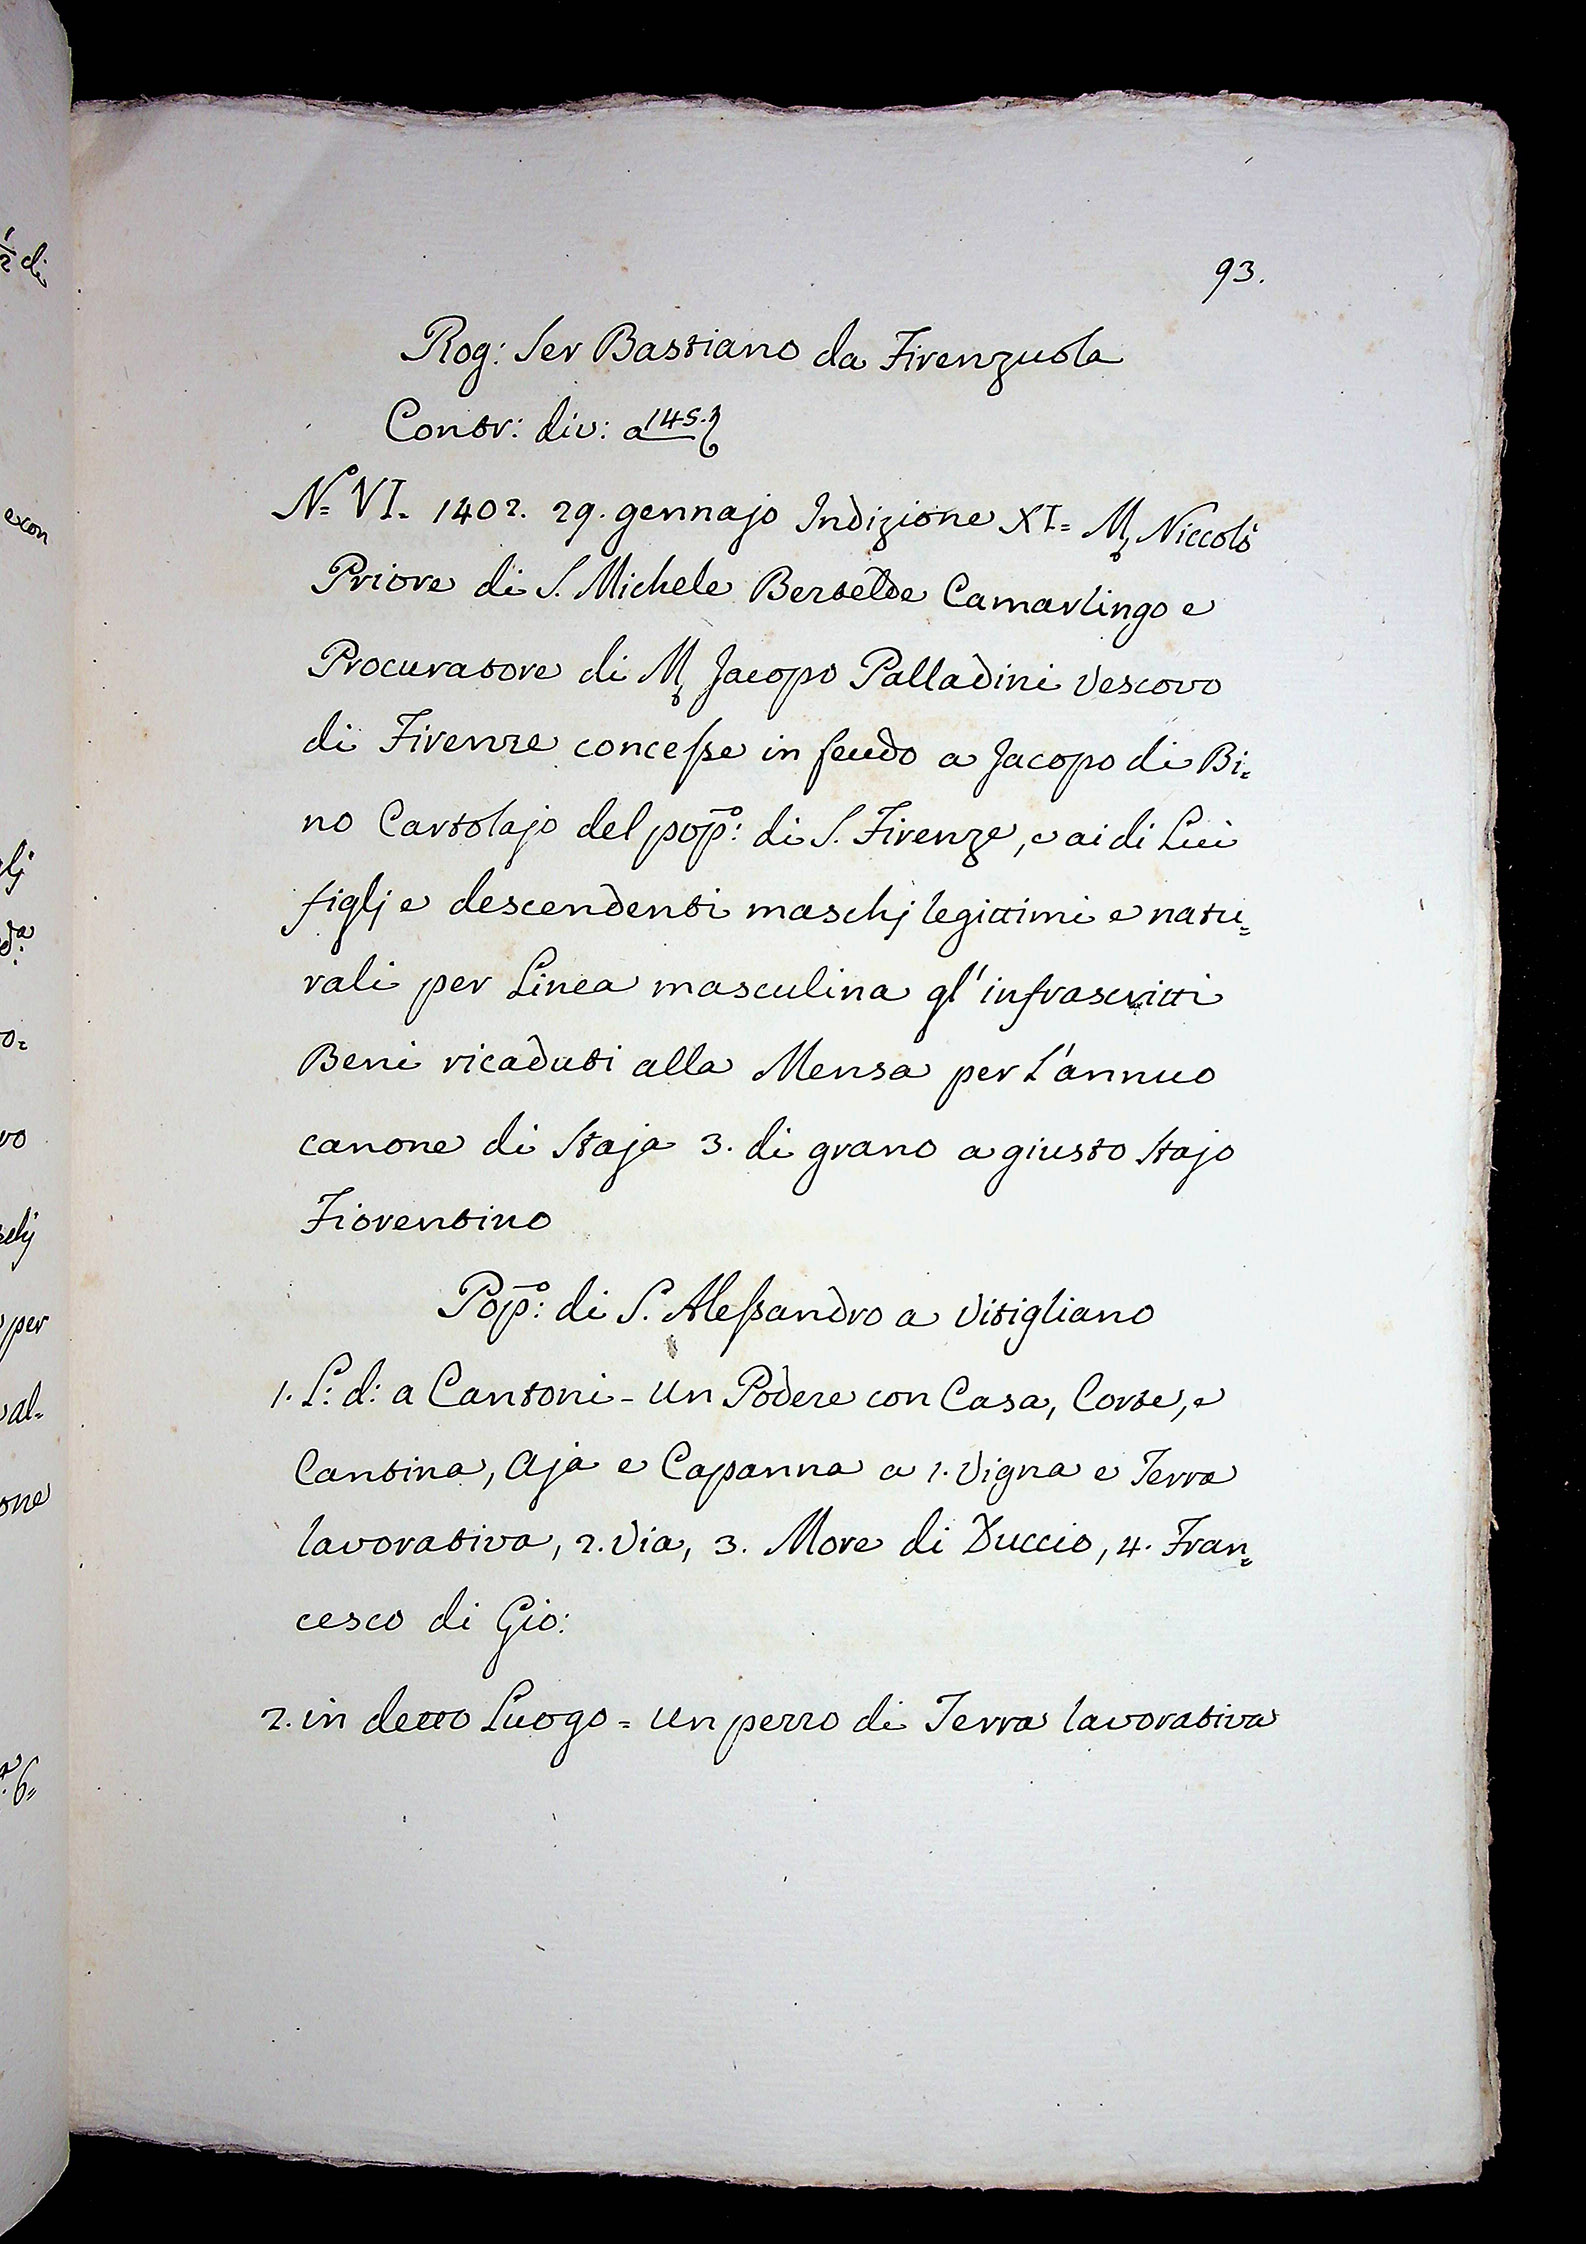 93.
Rog: Ser Bastiano da Firenzuola
Contr: div: a 145.
N.º VI. 1402. 29. gennajo Indizione XI= M. Niccolò
Priore di S. Michele Bertelde Camarlingo e
Procuratore di M. Jacopo Palladini Vescovo
di Firenze concesse in feudo a Jacopo di Bi=
no Cartolajo del pop.º: di S. Firenze, e ai di Lui
figlj e descendenti maschj legittimi e natu=
rali per Linea masculina gl'infrascritti
Beni ricaduti alla Mensa per L'annuo
canone di Staja 3. di grano a giusto Stajo
Fiorentino
Pop.º: di S. Alessandro a Vitigliano
1. L: d: a Cantoni - Un Podere con Casa, Corte, e
Cantina, Aja e Capanna a 1. Vigna e Terra
lavorativa, 2. Via, 3. More di Duccio, 4. Fran=
cesco di Gio:
2. in detto Luogo = Un pezzo di Terra lavorativa